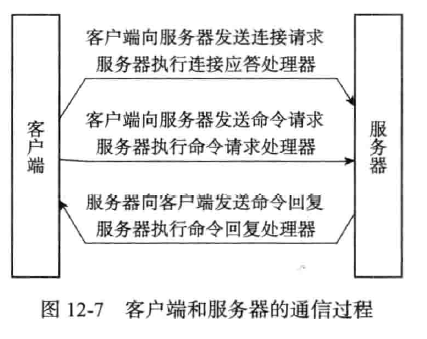 客户端向服务器发送连接请求
服务器执行连接应答处理器
客户端向服务器发送命令请求
服务器执行命令请求处理器
服务器向客户端发送命令回复
服务器执行命令回复处理器
客户端
服务器
图 12-7 客户端和服务器的通信过程